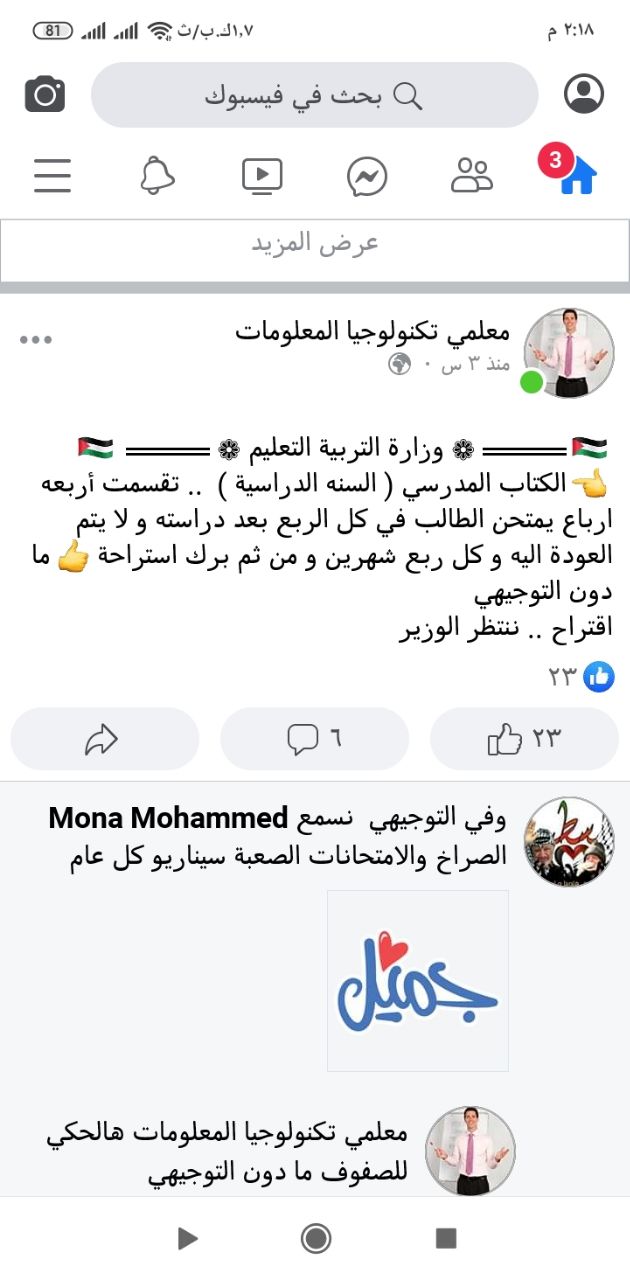 ٢:١٨ م
١,٧ك.ب/ث
81
بحث في فيسبوك
3
عرض المزيد
معلمي تكنولوجيا المعلومات
منذ ٣ س ·
🇵🇸 ═════ ❁ وزارة التربية التعليم ❁ ════ 🇵🇸
👈 الكتاب المدرسي ( السنه الدراسية ) .. تقسمت أربعه
ارباع يمتحن الطالب في كل الربع بعد دراسته و لا يتم
العودة اليه و كل ربع شهرين و من ثم برك استراحة 👍 ما
دون التوجيهي
اقتراح .. ننتظر الوزير
٢٣
٢٣
٦
Mona Mohammed وفي التوجيهي نسمع
الصراخ والامتحانات الصعبة سيناريو كل عام
جميل
معلمي تكنولوجيا المعلومات هالحكي
للصفوف ما دون التوجيهي